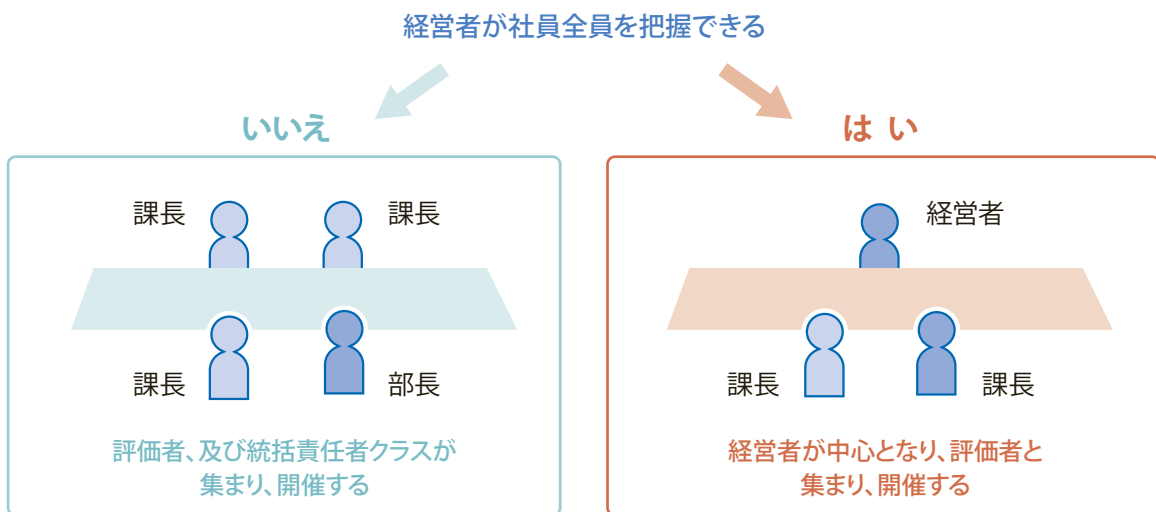 経営者が社員全員を把握できる
いいえ
課長
課長
課長
部長
評価者、及び統括責任者クラスが
集まり、開催する
はい
経営者
課長
課長
経営者が中心となり、評価者と
集まり、開催する